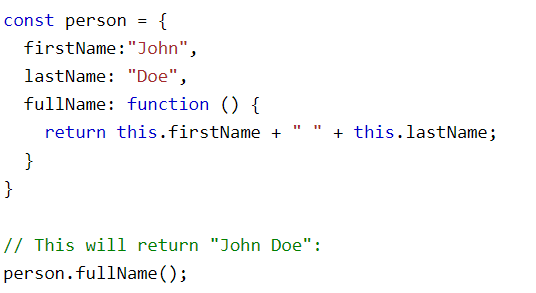 const person = {
  firstName:"John",
  lastName: "Doe",
  fullName: function () {
    return this.firstName + " " + this.lastName;
  }
}

// This will return "John Doe":
person.fullName();